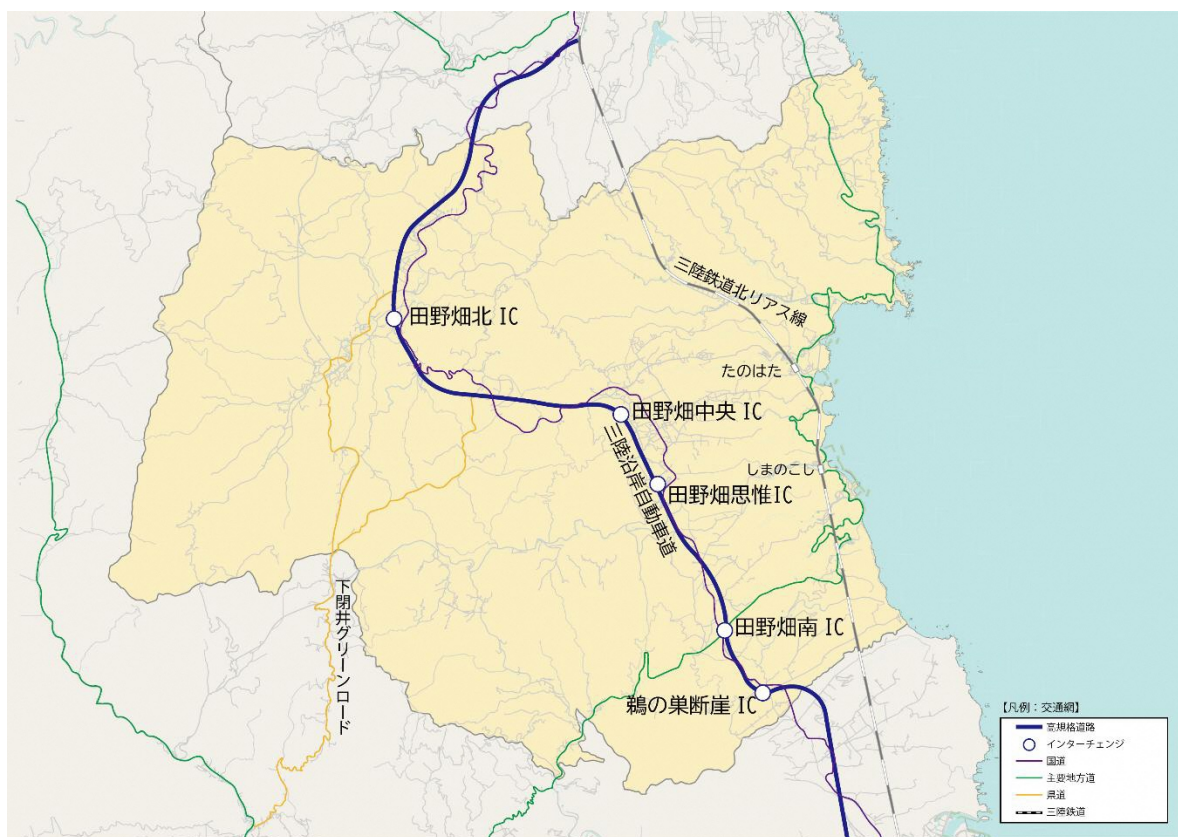 三陸鉄道北リアス線
田野畑北 IC
たのはた
田野畑中央 IC
三陸沿岸自動車道
しまのこし
田野畑思惟IC
下閉井グリーンロード
田野畑南 IC
鵜の巣断崖 IC
【凡例:交通網】
高規格道路
インターチェンジ
国道
主要地方道
県道
三陸鉄道